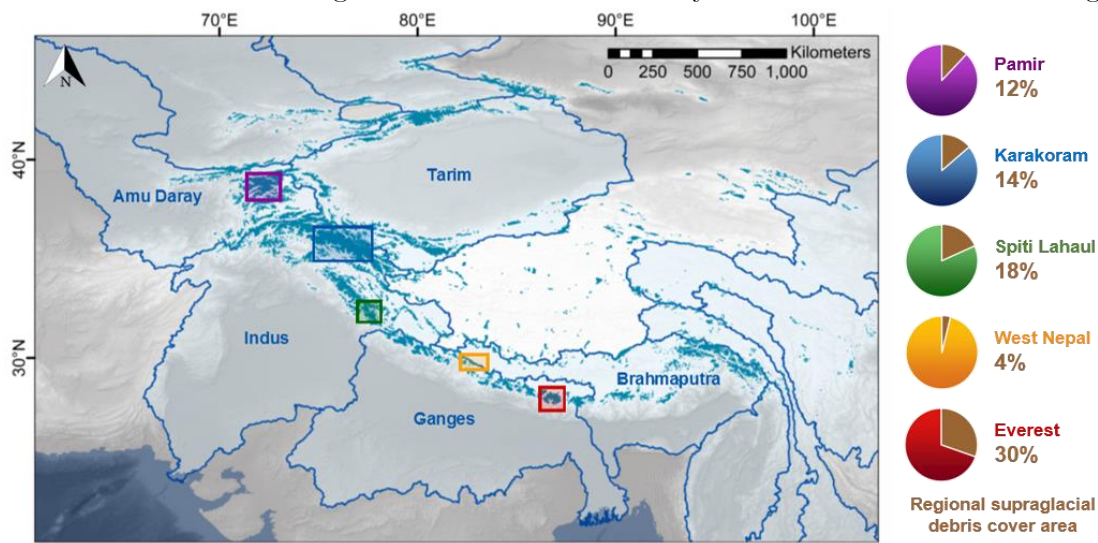 70°E 80°E 90°E 100°E
N
Kilometers
0 250 500 750 1,000
40°N
30°N
Amu Daray
Tarim
Indus
Ganges
Brahmaputra
Pamir
12%
Karakoram
14%
Spiti Lahaul
18%
West Nepal
4%
Everest
30%
Regional supraglacial
debris cover area